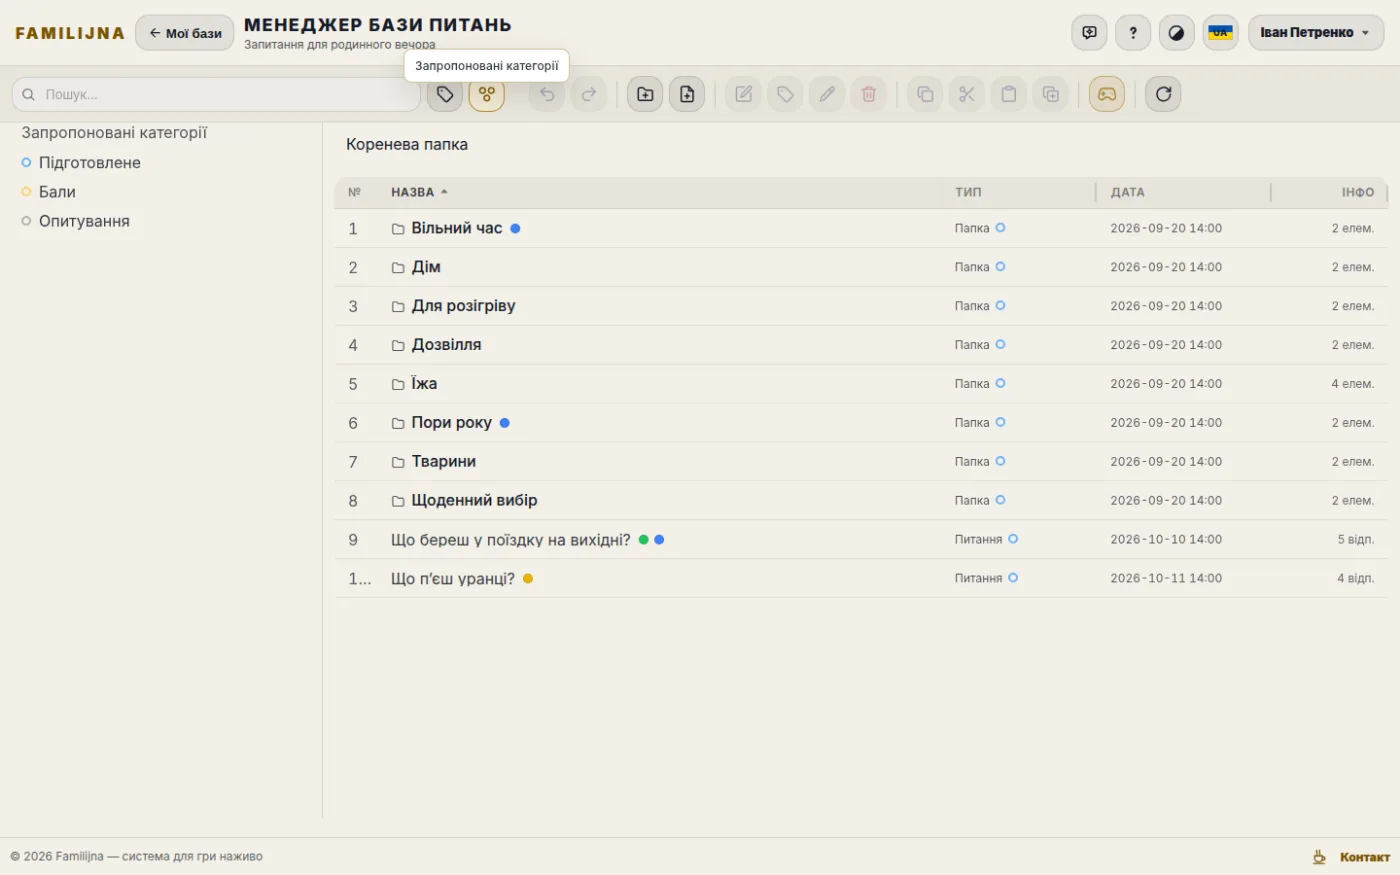 FAMILIJNA
← Мої бази
МЕНЕДЖЕР БАЗИ ПИТАНЬ
Запитання для родинного вечора
?
UA
Іван Петренко
Запропоновані категорії
Пошук...
Запропоновані категорії
Підготовлене
Бали
Опитування
Коренева папка
№ НАЗВА ТИП ДАТА ІНФО
1 Вільний час Папка 2026-09-20 14:00 2 елем.
2 Дім Папка 2026-09-20 14:00 2 елем.
3 Для розігріву Папка 2026-09-20 14:00 2 елем.
4 Дозвілля Папка 2026-09-20 14:00 2 елем.
5 Їжа Папка 2026-09-20 14:00 4 елем.
6 Пори року Папка 2026-09-20 14:00 2 елем.
7 Тварини Папка 2026-09-20 14:00 2 елем.
8 Щоденний вибір Папка 2026-09-20 14:00 2 елем.
9 Що береш у поїздку на вихідні? Питання 2026-10-10 14:00 5 відп.
1... Що п’єш уранці? Питання 2026-10-11 14:00 4 відп.
© 2026 Familijna — система для гри наживо
Контакт